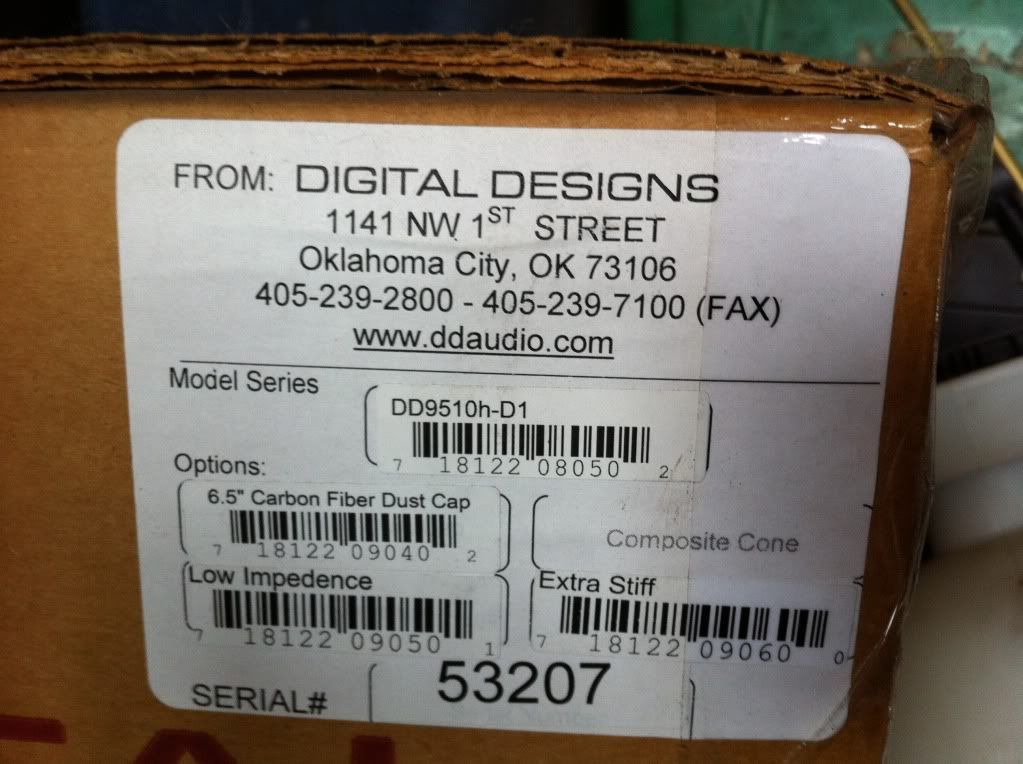 FROM: DIGITAL DESIGNS
1141 NW 1ST STREET
Oklahoma City, OK 73106
405-239-2800 - 405-239-7100 (FAX)
www.ddaudio.com
Model Series
DD9510h-D1
7 18122 08050 2
Options:
6.5" Carbon Fiber Dust Cap
7 18122 09040 2
Composite Cone
Low Impedence
7 18122 09050 1
Extra Stiff
7 18122 09060 0
SERIAL# 53207